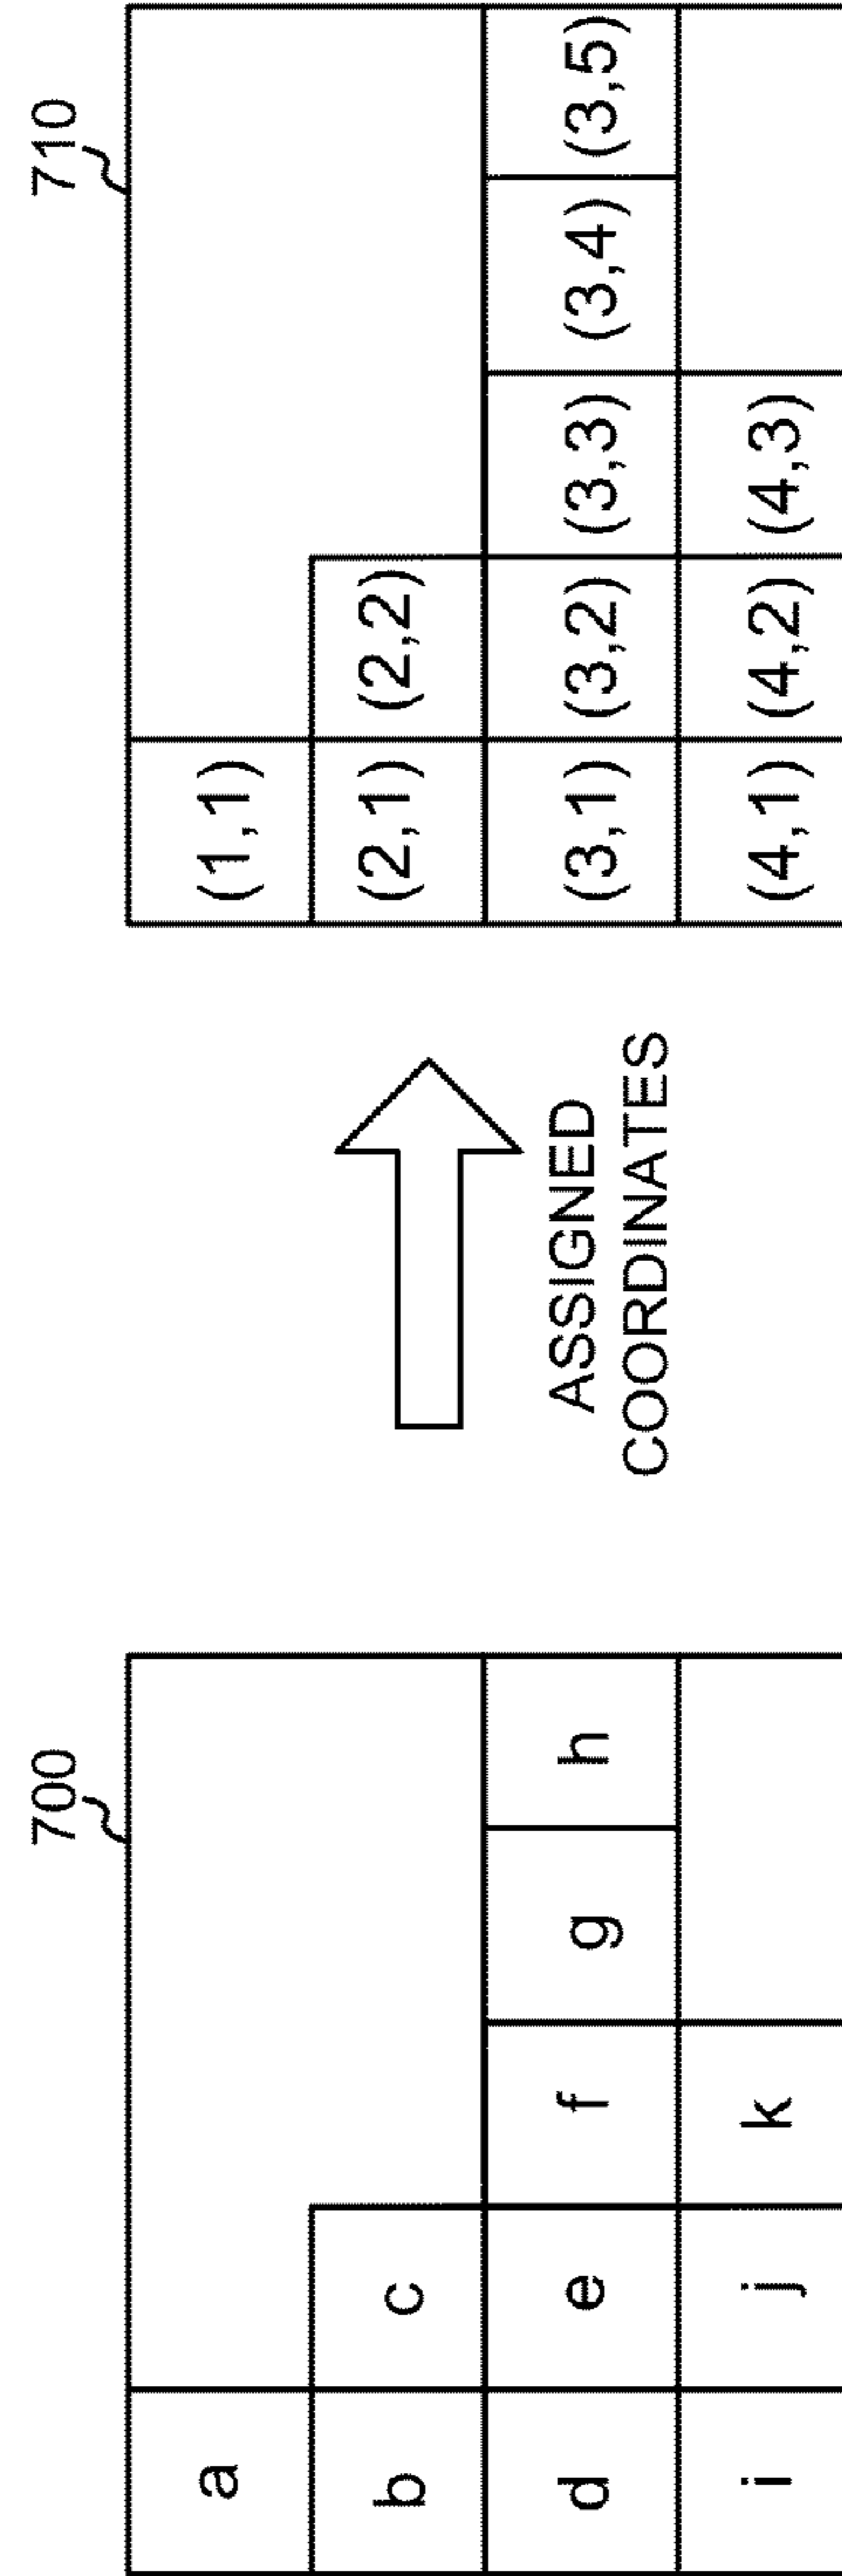 700
a
b c
d e f g h
i j k
ASSIGNED
COORDINATES
710
(1,1)
(2,1) (2,2)
(3,1) (3,2) (3,3) (3,4) (3,5)
(4,1) (4,2) (4,3)